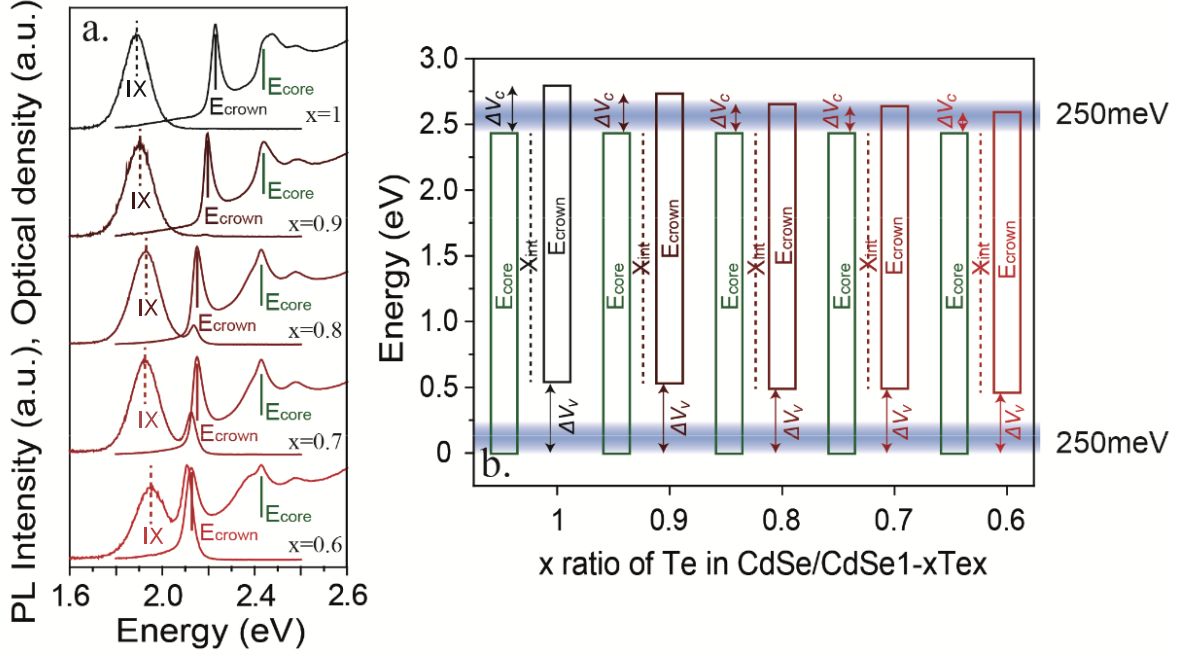 PL Intensity (a.u.), Optical density (a.u.)
a.
IX
Ecrown
Ecore
x=1
IX
Ecrown
Ecore
x=0.9
IX
Ecrown
Ecore
x=0.8
IX
Ecrown
Ecore
x=0.7
IX
Ecrown
Ecore
x=0.6
1.6 2.0 2.2 2.4 2.6
Energy (eV)
Energy (eV)
3.0
2.5
2.0
1.5
1.0
0.5
0
ΔVc ΔVc ΔVc ΔVc ΔVc
250meV
Ecore Xint Ecrown
Ecore Xint Ecrown
Ecore Xint Ecrown
Ecore Xint Ecrown
Ecore Xint Ecrown
ΔVv ΔVv ΔVv ΔVv ΔVv
250meV
b.
1 0.9 0.8 0.7 0.6
x ratio of Te in CdSe/CdSe1-xTex